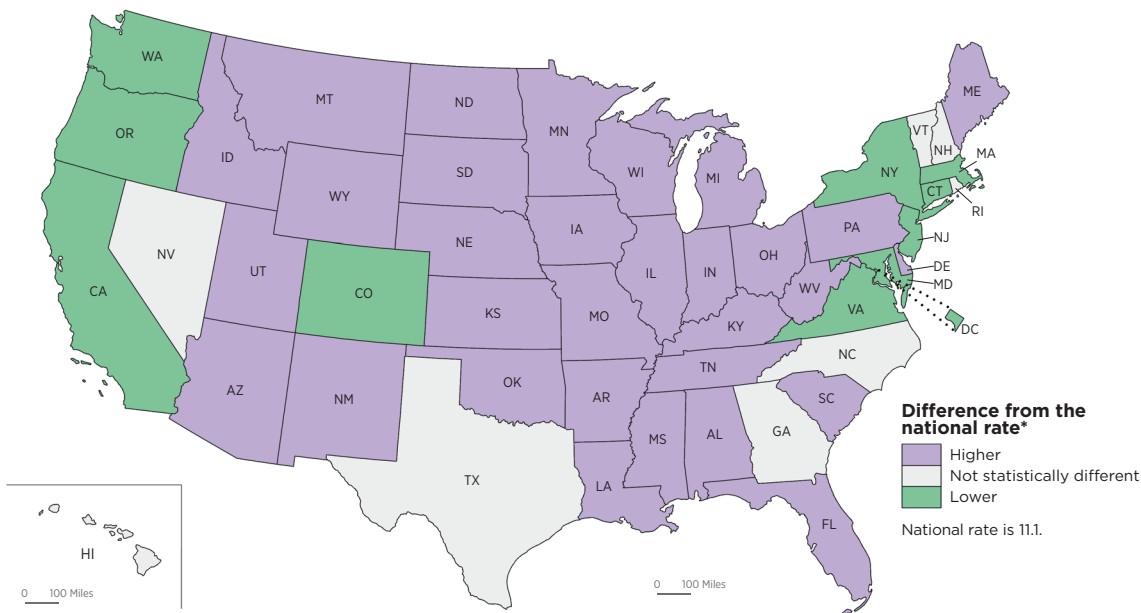 WA
MT
ND
MN
ME
OR
ID
SD
WI
MI
VT
NH
MA
NY
CT
RI
WY
NE
IA
PA
NJ
NV
UT
CO
IL
IN
OH
DE
MD
CA
KS
MO
KY
WV
VA
DC
AZ
NM
OK
AR
TN
NC
SC
TX
LA
MS
AL
GA
FL
HI
0 100 Miles
0 100 Miles
Difference from the
national rate*
Higher
Not statistically different
Lower
National rate is 11.1.